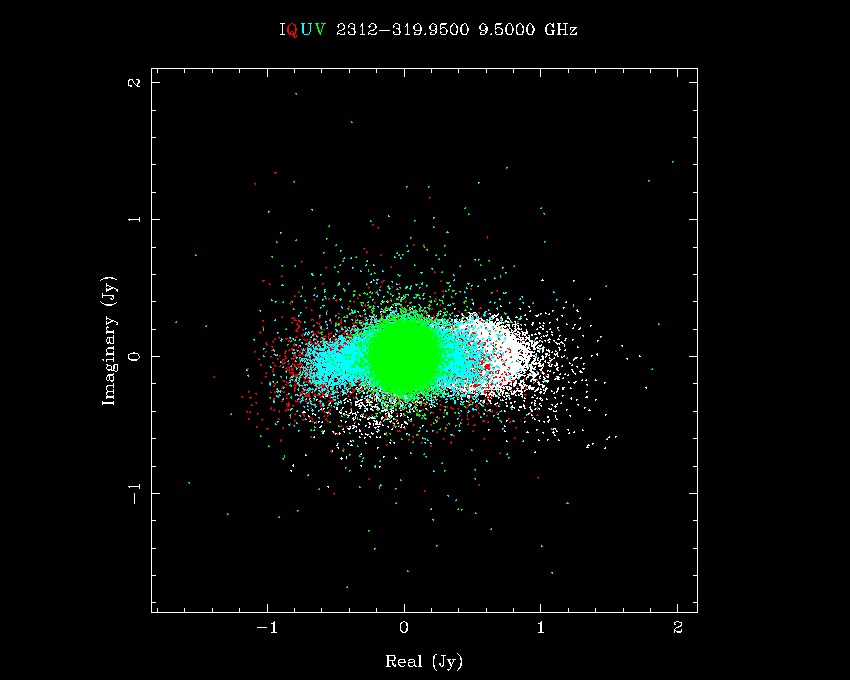 IQUV 2312-319.9500 9.5000 GHz
2
1
0
-1
Imaginary (Jy)
-1 0 1 2
Real (Jy)